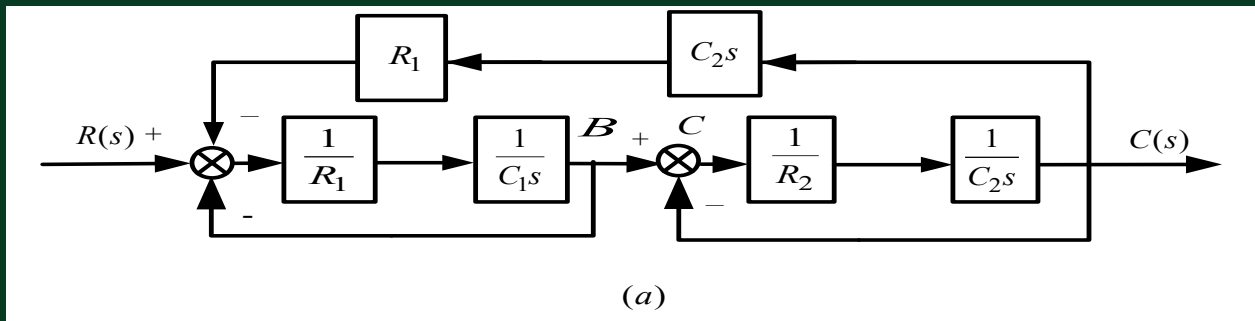 R₁
C₂s
R(s) +
−
1/R₁
1/C₁s
B
+
C
1/R₂
1/C₂s
C(s)
-
−
(a)